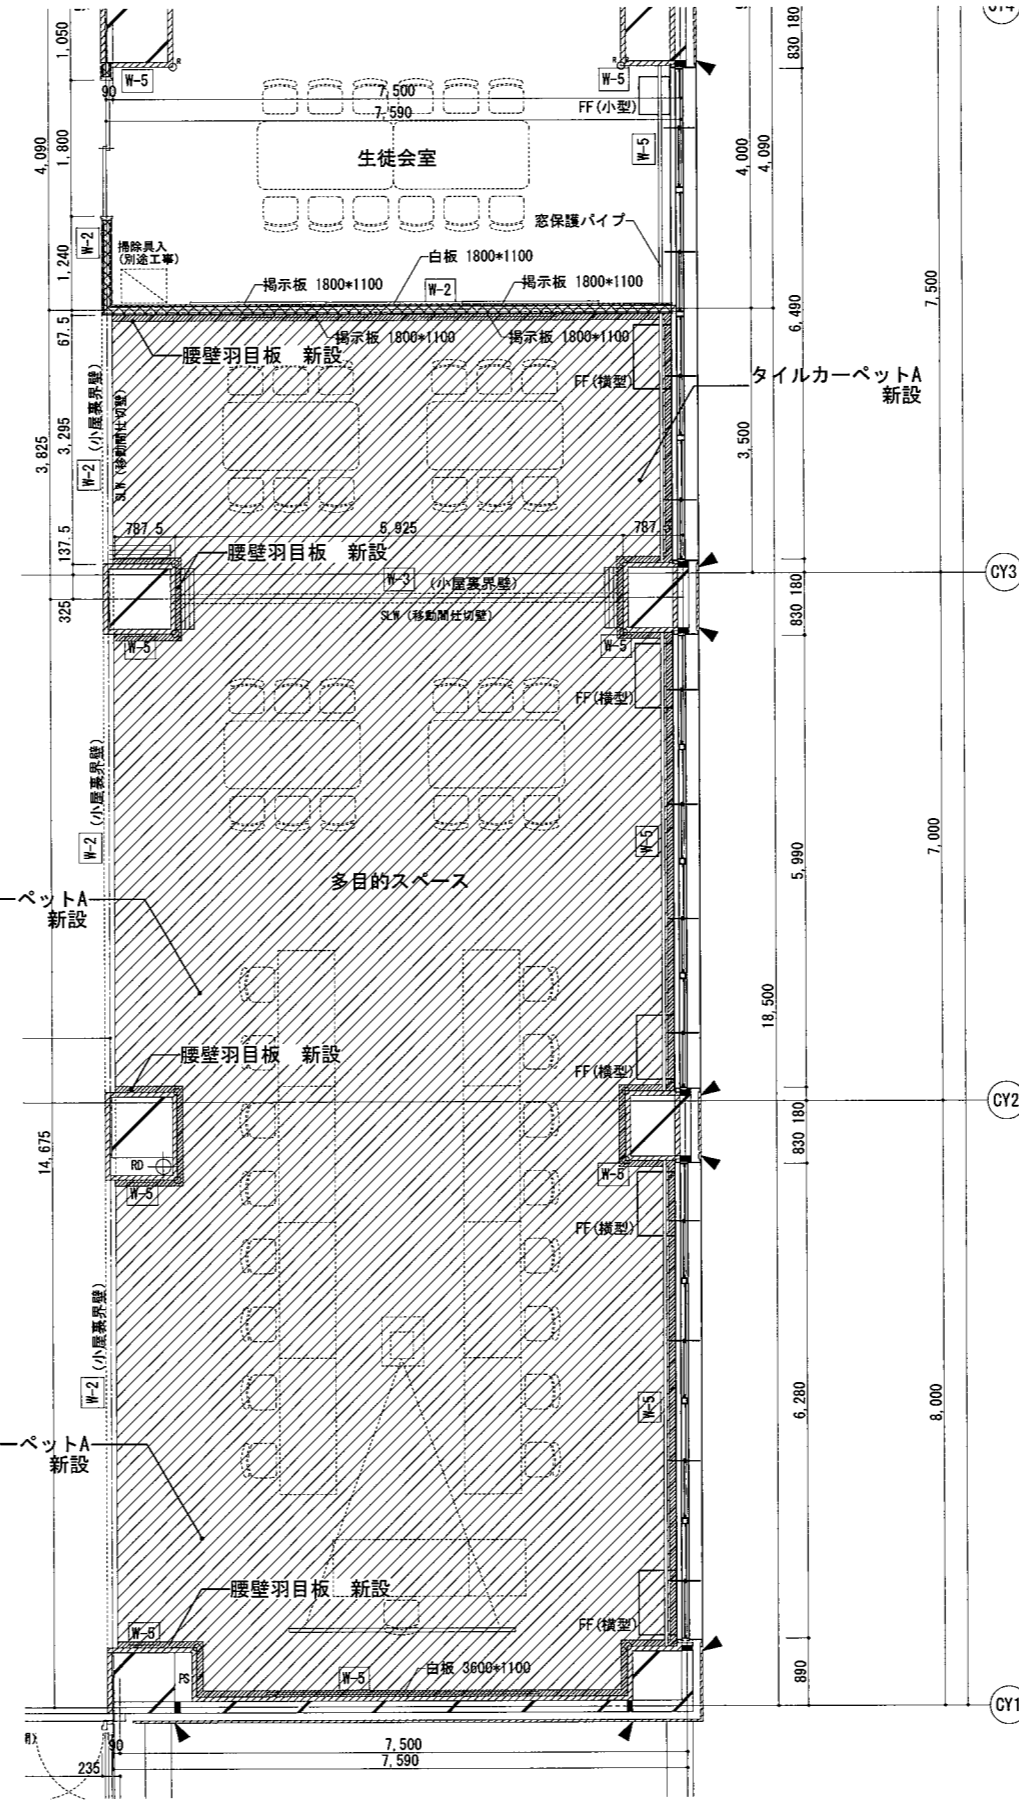 CY4
1,050
830 180
W-5
W-5
90
7,500
7,590
FF(小型)
4,090
1,800
生徒会室
W-5
4,000
4,090
窓保護パイプ
W-2
1,240
掃除具入
(別途工事)
白板 1800*1100
掲示板 1800*1100
W-2
掲示板 1800*1100
7,500
6,490
67.5
掲示板 1800*1100
掲示板 1800*1100
腰壁羽目板 新設
FF(横型)
タイルカーペットA
新設
3,825
3,295
W-2 (小屋裏界壁)
SLW (移動間仕切壁)
3,500
137.5
787.5
5,925
787.5
腰壁羽目板 新設
W-3 (小屋裏界壁)
CY3
325
SLW (移動間仕切壁)
830 180
W-5
W-5
FF(横型)
W-2 (小屋裏界壁)
W-5
7,000
5,990
多目的スペース
ーペットA
新設
18,500
腰壁羽目板 新設
FF(横型)
CY2
14,675
830 180
RD
W-5
W-5
FF(横型)
W-2 (小屋裏界壁)
W-5
6,280
8,000
ーペットA
新設
腰壁羽目板 新設
W-5
FF(横型)
PS
W-5
白板 3600*1100
890
CY1
90
7,500
7,590
235